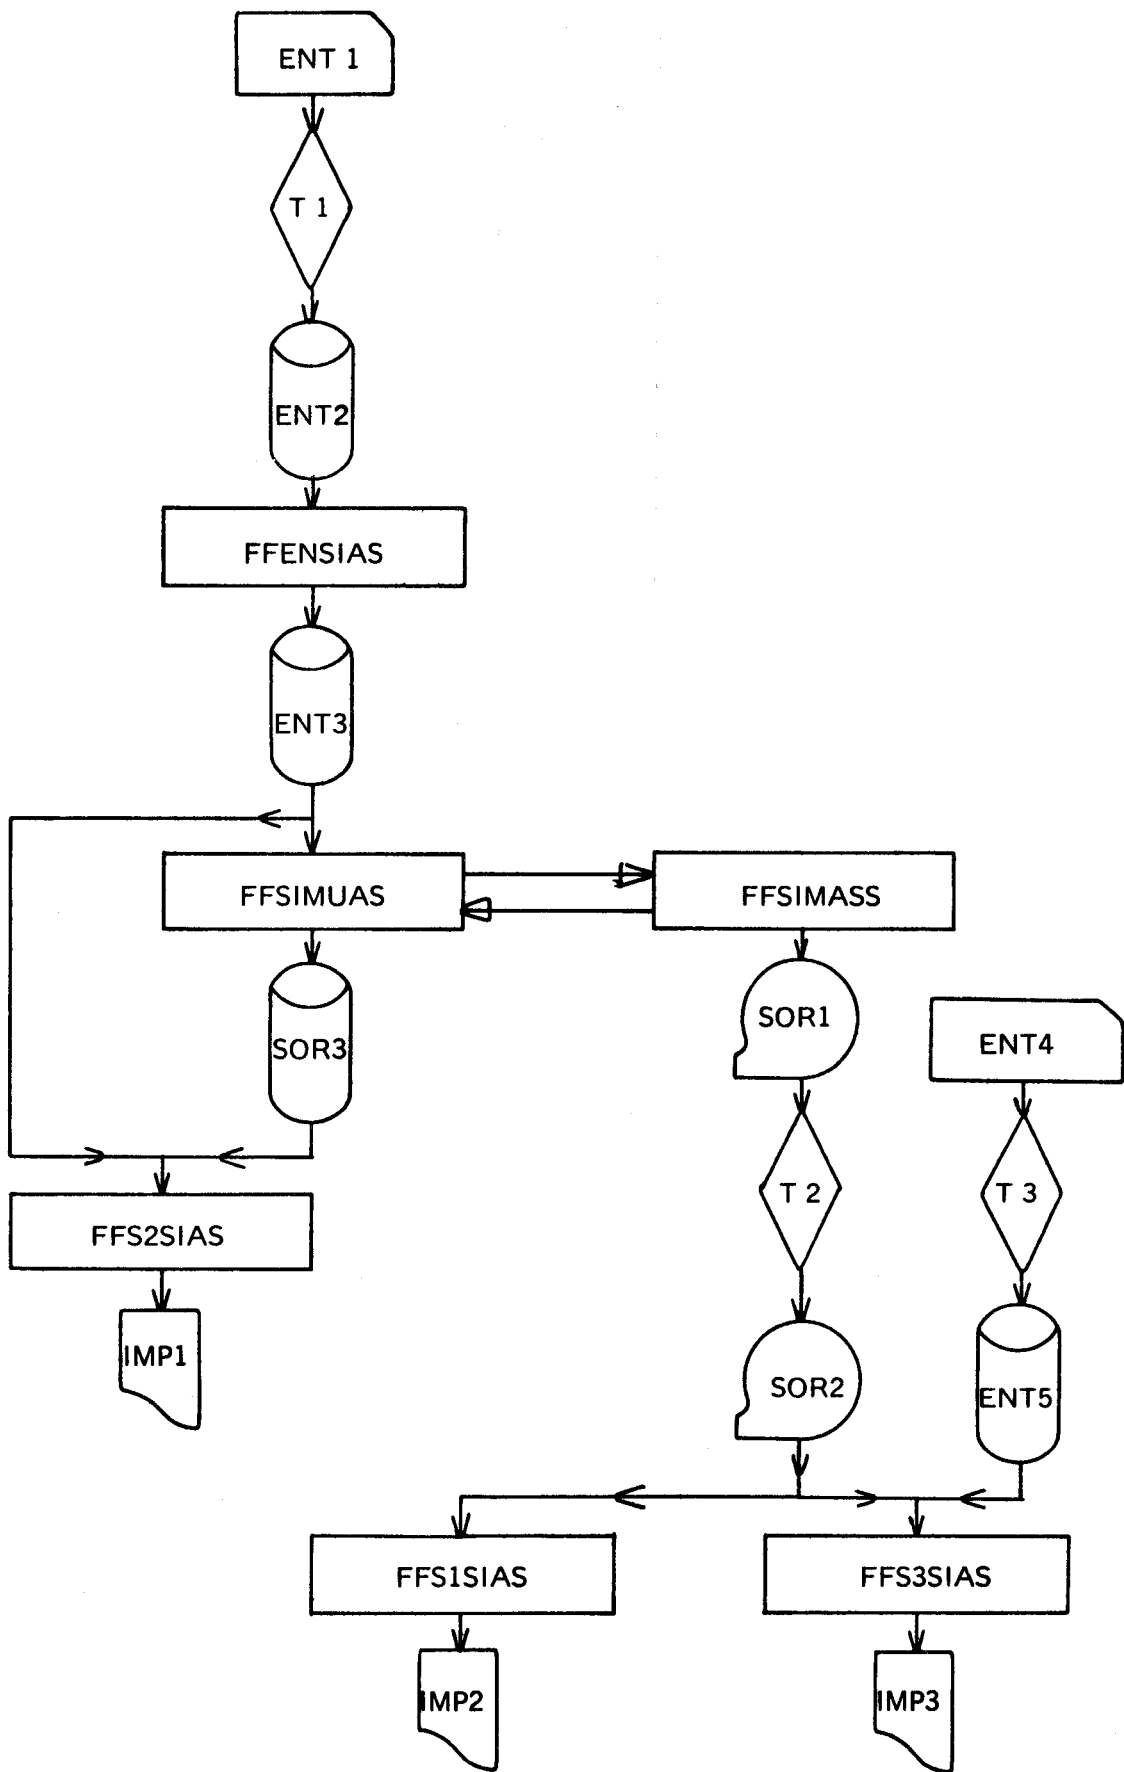 ENT 1
T 1
ENT2
FFENSIAS
ENT3
FFSIMUAS
FFSIMASS
SOR3
SOR1
ENT4
T 2
T 3
FFS2SIAS
IMP1
SOR2
ENT5
FFS1SIAS
FFS3SIAS
IMP2
IMP3